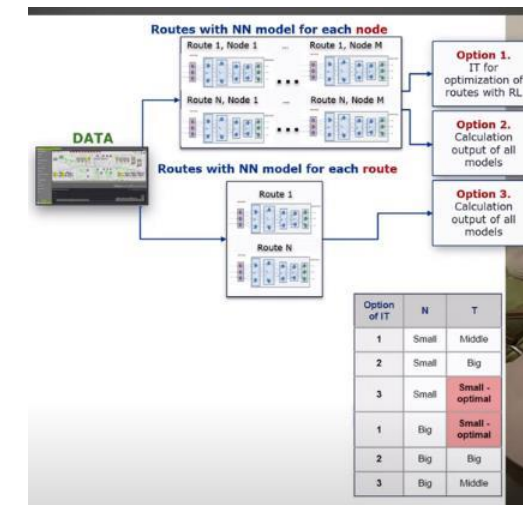 Routes with NN model for each node
Route 1, Node 1
...
Route 1, Node M
Route N, Node 1
...
Route N, Node M
DATA
Routes with NN model for each route
Route 1
Route N
Option 1.
IT for
optimization of
routes with RL
Option 2.
Calculation
output of all
models
Option 3.
Calculation
output of all
models
Option of IT N T
1 Small Middle
2 Small Big
3 Small Small - optimal
1 Big Small - optimal
2 Big Big
3 Big Middle